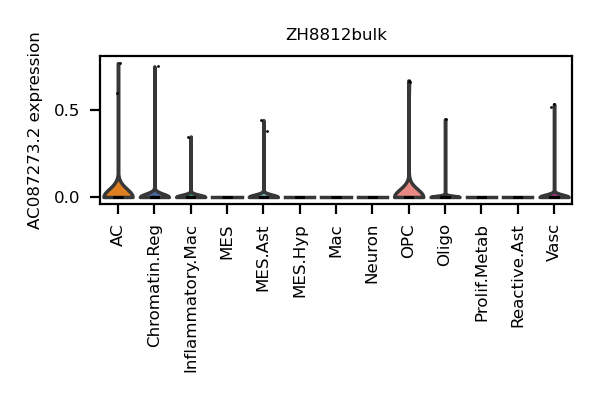 ZH8812bulk
AC087273.2 expression
0.5
0.0
AC
Chromatin.Reg
Inflammatory.Mac
MES
MES.Ast
MES.Hyp
Mac
Neuron
OPC
Oligo
Prolif.Metab
Reactive.Ast
Vasc